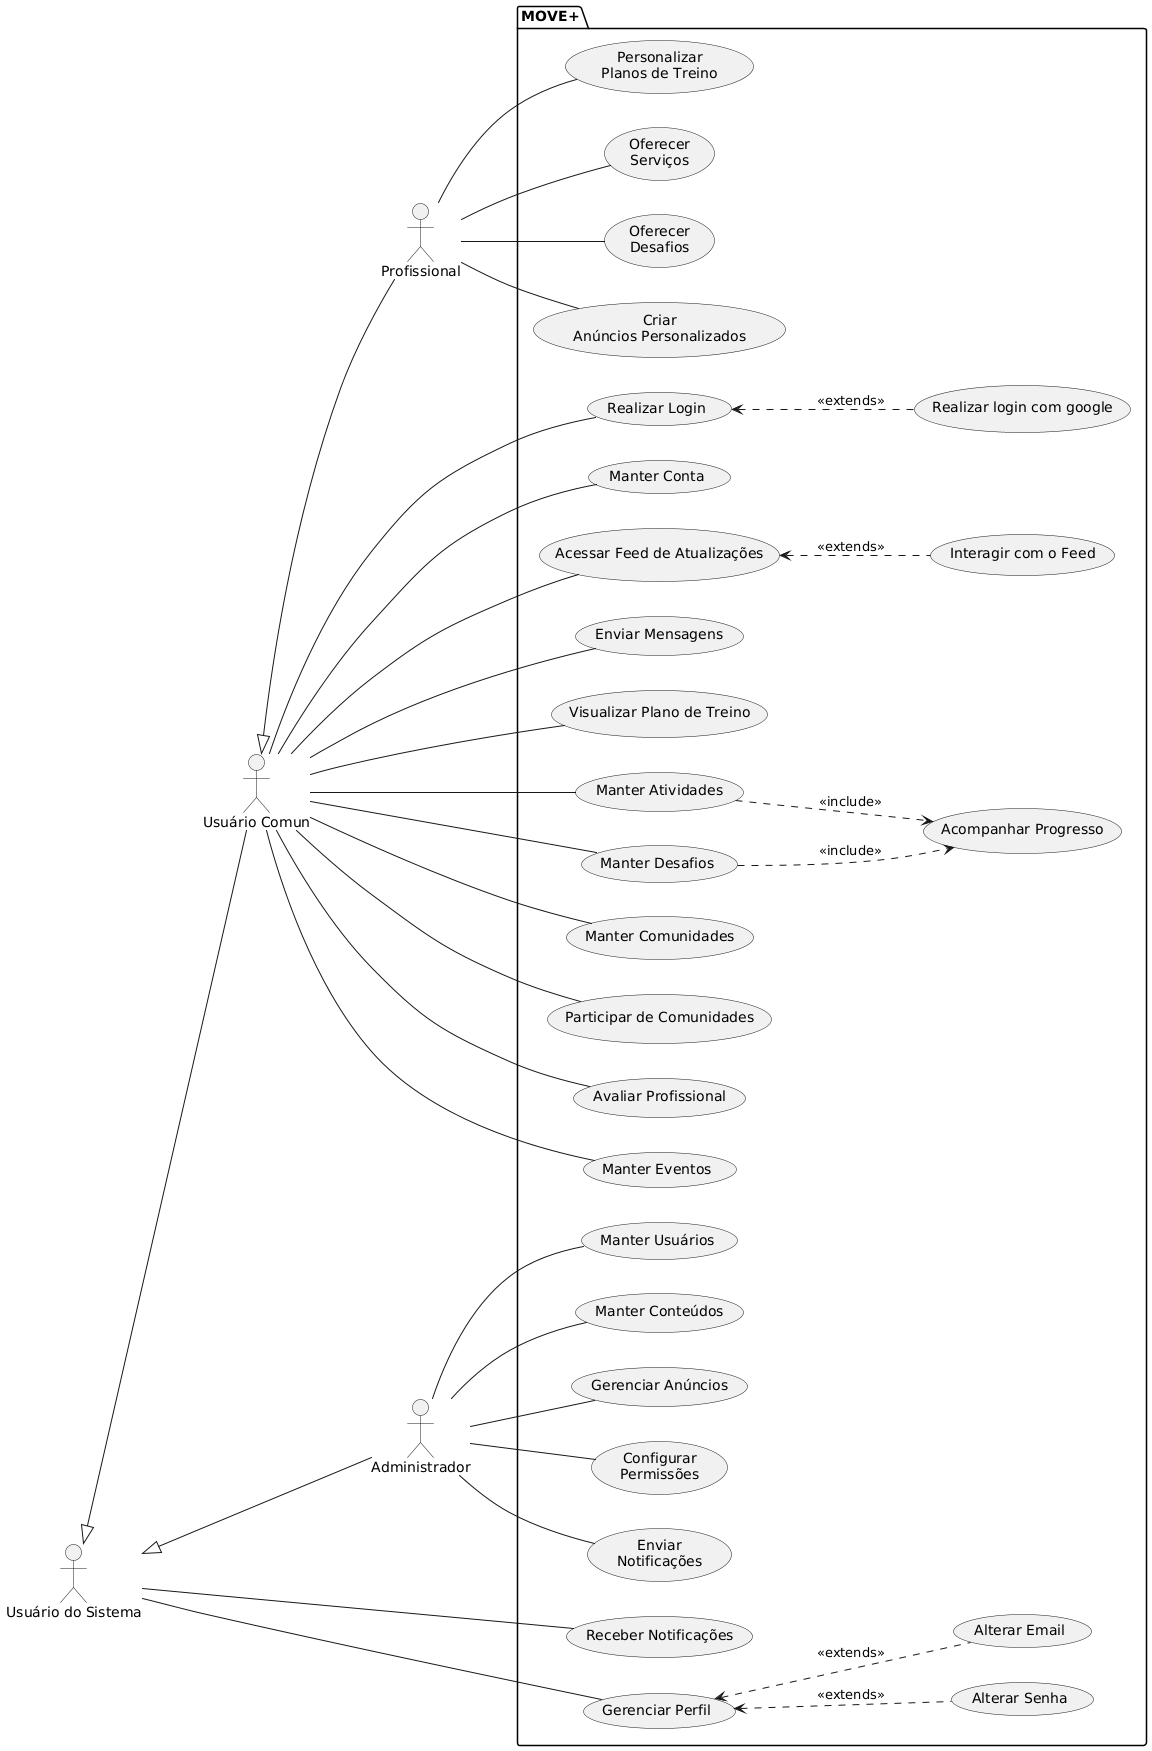 MOVE+
Personalizar
Planos de Treino
Oferecer
Serviços
Oferecer
Desafios
Profissional
Criar
Anúncios Personalizados
Realizar Login
«extends»
Realizar login com google
Manter Conta
Acessar Feed de Atualizações
«extends»
Interagir com o Feed
Enviar Mensagens
Visualizar Plano de Treino
Manter Atividades
«include»
Usuário Comun
Acompanhar Progresso
Manter Desafios
«include»
Manter Comunidades
Participar de Comunidades
Avaliar Profissional
Manter Eventos
Manter Usuários
Manter Conteúdos
Gerenciar Anúncios
Administrador
Configurar
Permissões
Enviar
Notificações
Usuário do Sistema
Receber Notificações
«extends»
Alterar Email
Gerenciar Perfil
«extends»
Alterar Senha